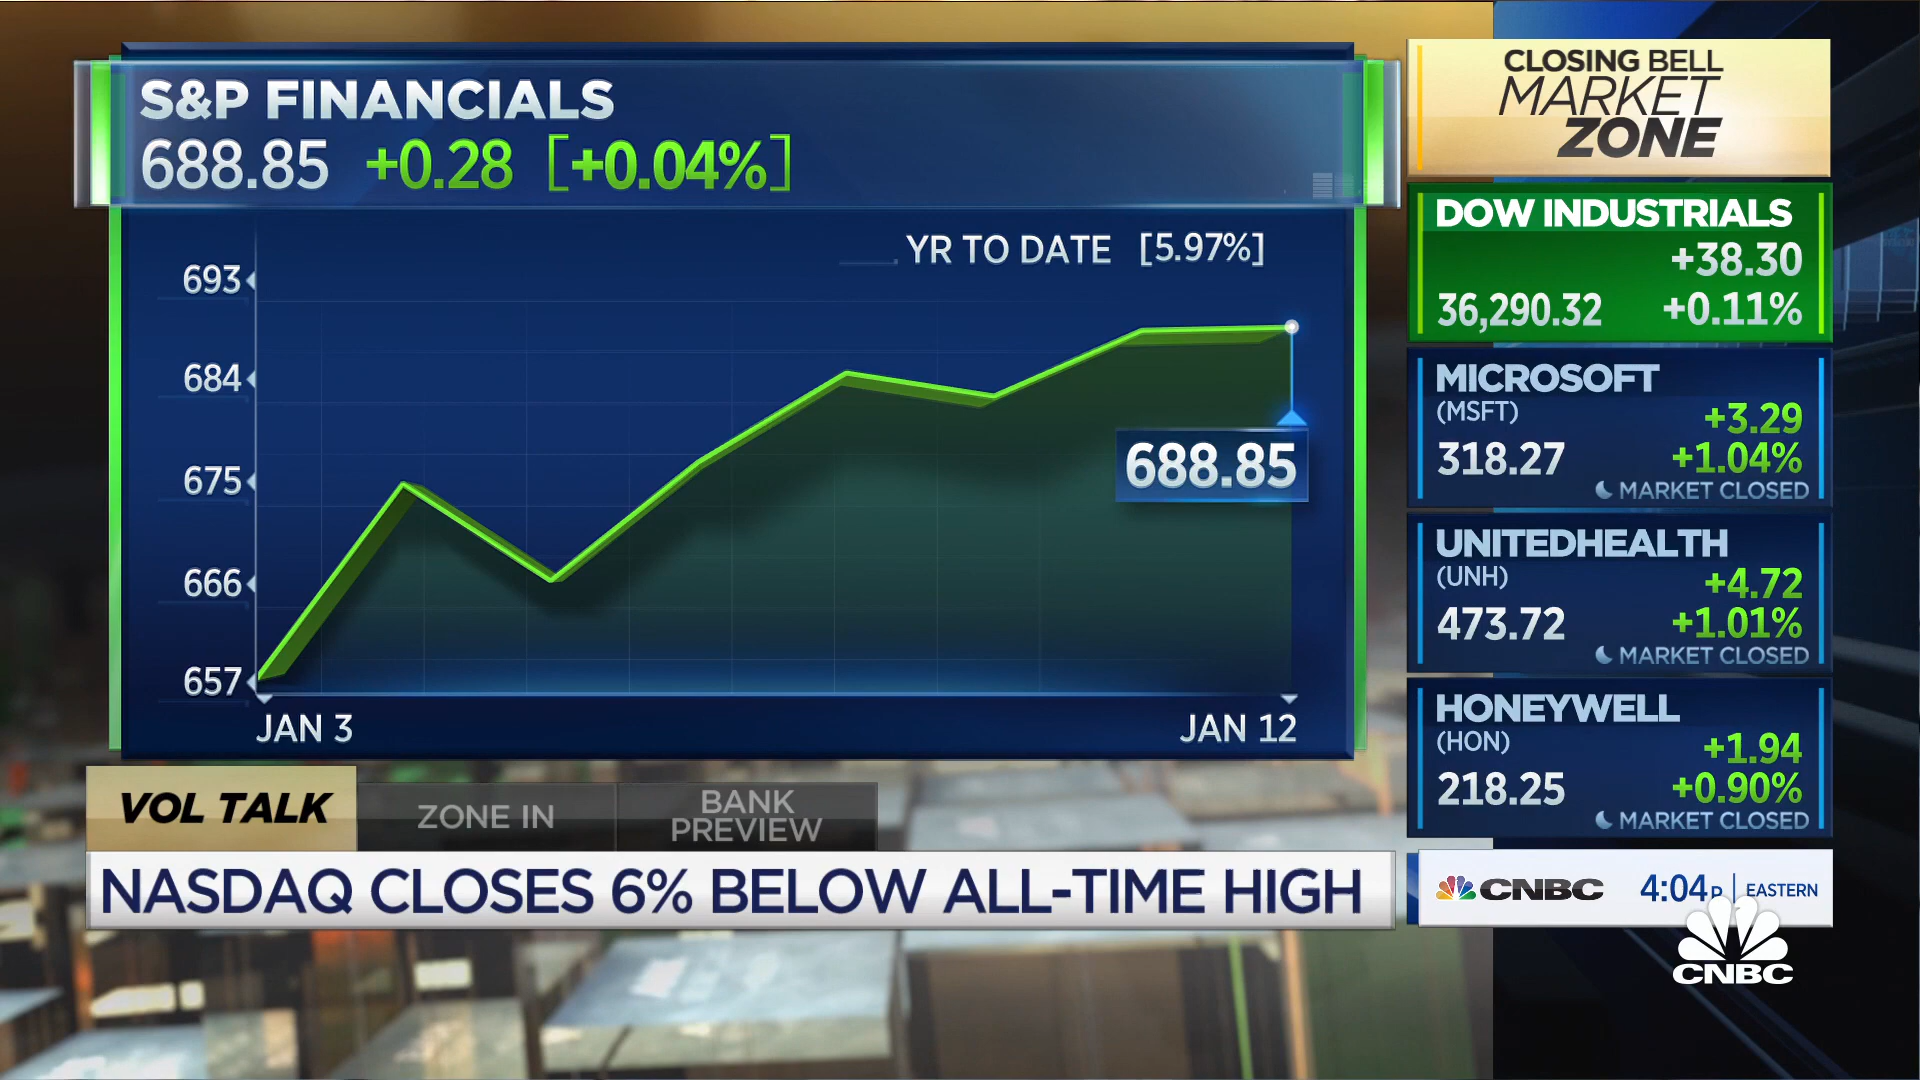 S&P FINANCIALS
688.85 +0.28 [+0.04%]
YR TO DATE [5.97%]
693
684
675
666
657
688.85
JAN 3 JAN 12
VOL TALK
ZONE IN
BANK
PREVIEW
NASDAQ CLOSES 6% BELOW ALL-TIME HIGH
CLOSING BELL
MARKET
ZONE
DOW INDUSTRIALS
+38.30
36,290.32 +0.11%
MICROSOFT
(MSFT) +3.29
318.27 +1.04%
MARKET CLOSED
UNITEDHEALTH
(UNH) +4.72
473.72 +1.01%
MARKET CLOSED
HONEYWELL
(HON) +1.94
218.25 +0.90%
MARKET CLOSED
CNBC 4:04P EASTERN
CNBC